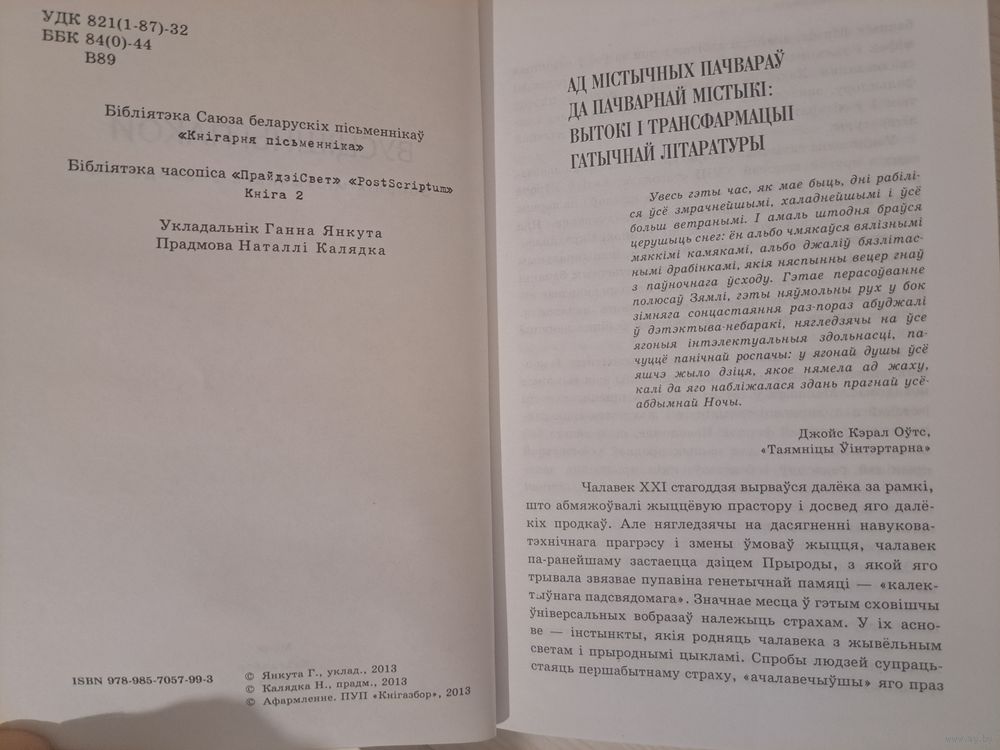 УДК 821(1-87)-32
ББК 84(0)-44
В89
Бібліятэка Саюза беларускіх пісьменнікаў
«Кнігарня пісьменніка»
Бібліятэка часопіса «ПрайдзіСвет» «PostScriptum»
Кніга 2
Укладальнік Ганна Янкута
Прадмова Наталлі Калядка
ISBN 978-985-7057-99-3
© Янкута Г., уклад., 2013
© Калядка Н., прадм., 2013
© Афармленне. ПУП «Кнігазбор», 2013
АД МІСТЫЧНЫХ ПАЧВАРАЎ
ДА ПАЧВАРНАЙ МІСТЫКІ:
ВЫТОКІ І ТРАНСФАРМАЦЫІ
ГАТЫЧНАЙ ЛІТАРАТУРЫ
Увесь гэты час, як мае быць, дні рабілі-
ся ўсё змрачнейшымі, халаднейшымі і ўсё
больш ветранымі. І амаль штодня браўся
церушыць снег: ён альбо чмякаўся вялізнымі
мяккімі камякамі, альбо джаліў бязлітас-
нымі драбінкамі, якія няспынны вецер гнаў
з паўночнага ўсходу. Гэтае перасоўванне
полюсаў Зямлі, гэты няўмольны рух у бок
зімняга сонцастаяння раз-пораз абуджалі
ў дэтэктыва-небаракі, нягледзячы на ўсе
ягоныя інтэлектуальныя здольнасці, па-
чуццё панічнай роспачы: у ягонай душы ўсё
яшчэ жыло дзіця, якое нямела ад жаху,
калі да яго набліжалася здань прагнай усё-
абдымнай Ночы.
Джойс Кэрал Оўтс,
«Таямніцы Ўінтэртарна»
Чалавек ХХІ стагоддзя вырваўся далёка за рамкі,
што абмяжоўвалі жыццёвую прастору і досвед яго далё-
кіх продкаў. Але нягледзячы на дасягненні навукова-
тэхнічнага прагрэсу і змены ўмоваў жыцця, чалавек
па-ранейшаму застаецца дзіцем Прыроды, з якой яго
трывала звязвае пупавіна генетычнай памяці — «калек-
тыўнага падсвядомага». Значнае месца ў гэтым сховішчы
ўніверсальных вобразаў належыць страхам. У іх асно-
ве — інстынкты, якія родняць чалавека з жывёльным
светам і прыроднымі цыкламі. Спробы людзей супраць-
стаяць першабытнаму страху, «ачалавечыўшы» яго праз